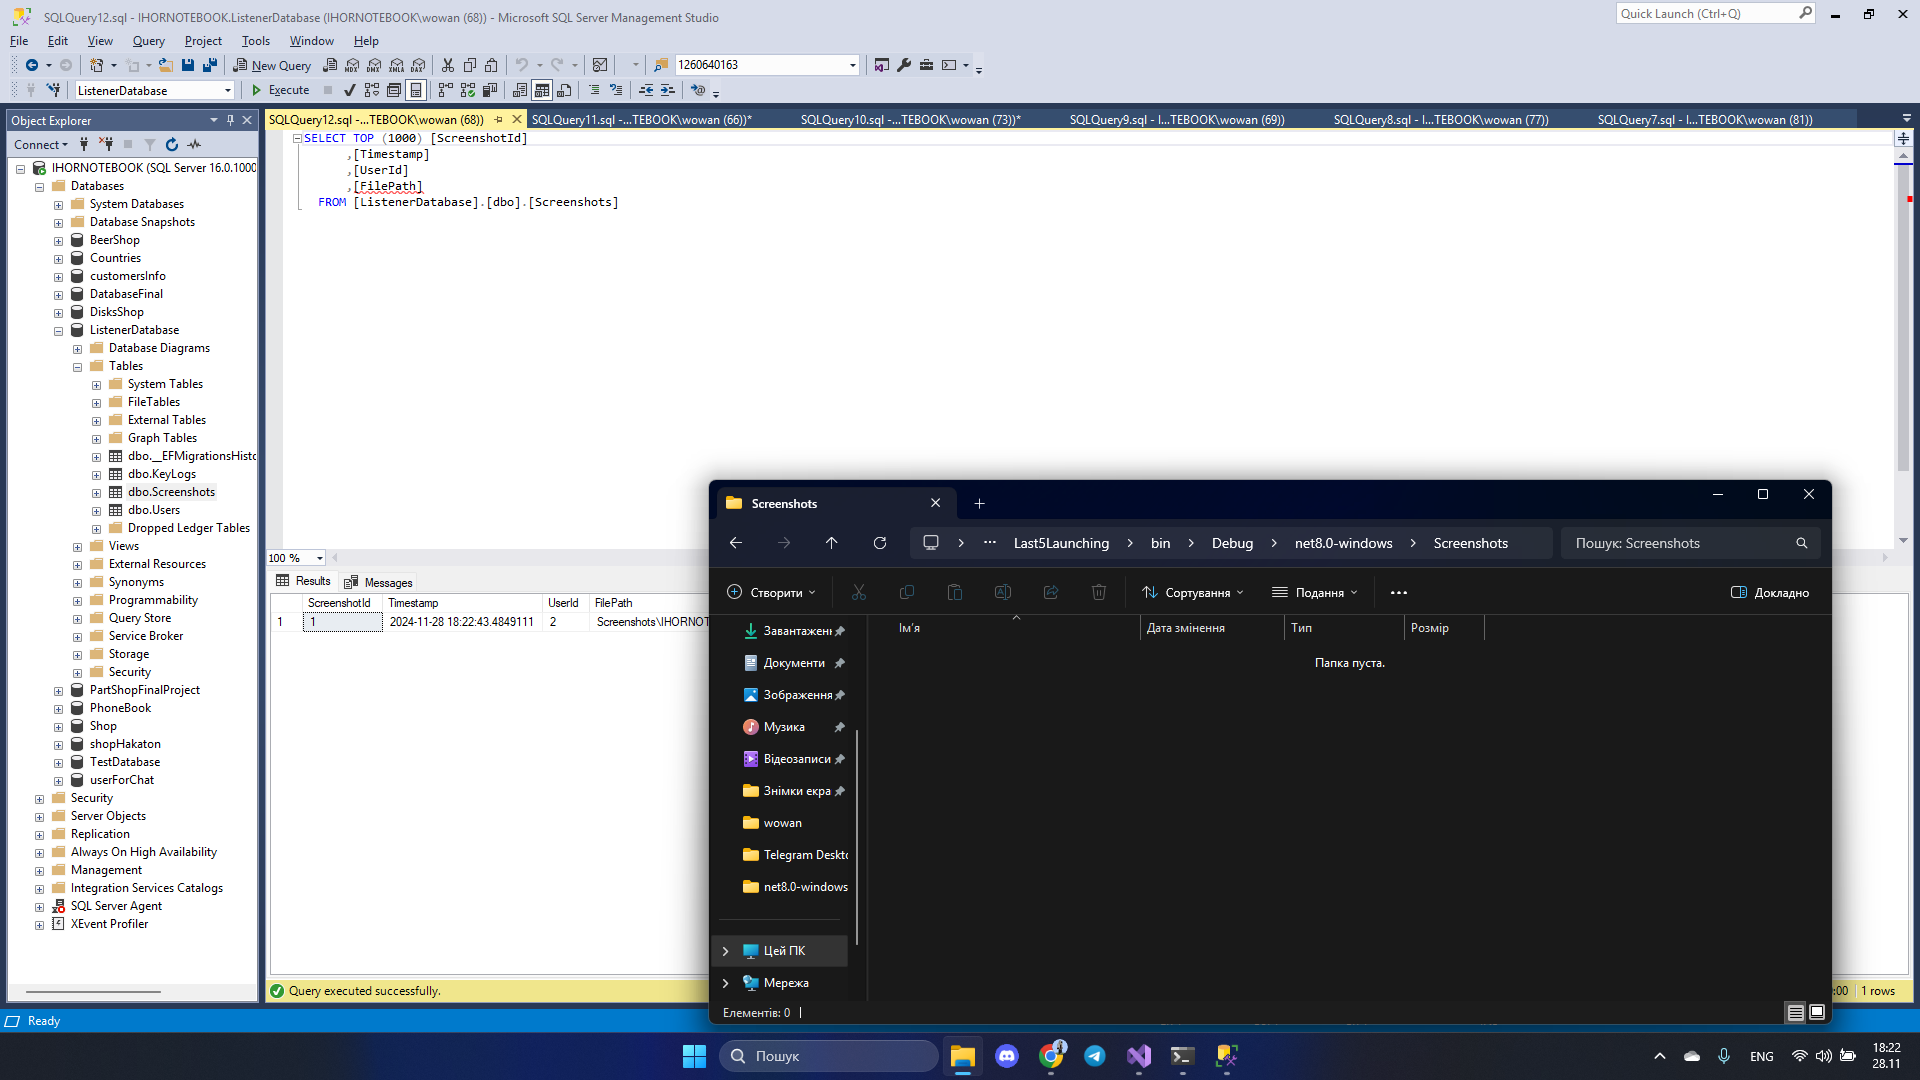 SQLQuery12.sql - IHORNOTEBOOK.ListenerDatabase (IHORNOTEBOOK\wowan (68)) - Microsoft SQL Server Management Studio
Quick Launch (Ctrl+Q)
File Edit View Query Project Tools Window Help
New Query
MDX DMX XMLA DAX
1260640163
ListenerDatabase
Execute
Object Explorer
Connect
IHORNOTEBOOK (SQL Server 16.0.1000
Databases
System Databases
Database Snapshots
BeerShop
Countries
customersInfo
DatabaseFinal
DisksShop
ListenerDatabase
Database Diagrams
Tables
System Tables
FileTables
External Tables
Graph Tables
dbo.__EFMigrationsHisto
dbo.KeyLogs
dbo.Screenshots
dbo.Users
Dropped Ledger Tables
Views
External Resources
Synonyms
Programmability
Query Store
Service Broker
Storage
Security
PartShopFinalProject
PhoneBook
Shop
shopHakaton
TestDatabase
userForChat
Security
Server Objects
Replication
Always On High Availability
Management
Integration Services Catalogs
SQL Server Agent
XEvent Profiler
SQLQuery12.sql -...TEBOOK\wowan (68))
SQLQuery11.sql -...TEBOOK\wowan (66))*
SQLQuery10.sql -...TEBOOK\wowan (73))*
SQLQuery9.sql - I...TEBOOK\wowan (69))
SQLQuery8.sql - I...TEBOOK\wowan (77))
SQLQuery7.sql - I...TEBOOK\wowan (81))
SELECT TOP (1000) [ScreenshotId]
,[Timestamp]
,[UserId]
,[FilePath]
FROM [ListenerDatabase].[dbo].[Screenshots]
100 %
Results Messages
ScreenshotId Timestamp UserId FilePath
1 1 2024-11-28 18:22:43.4849111 2 Screenshots\IHORNOT
Query executed successfully.
:00 1 rows
Ready
Screenshots
Last5Launching bin Debug net8.0-windows Screenshots
Пошук: Screenshots
Створити
Сортування
Подання
Докладно
Завантажен
Документи
Зображення
Музика
Відеозаписи
Знімки екра
wowan
Telegram Deskto
net8.0-windows
Цей ПК
Мережа
Ім'я Дата змінення Тип Розмір
Папка пуста.
Елементів: 0
Пошук
ENG
18:22
28.11